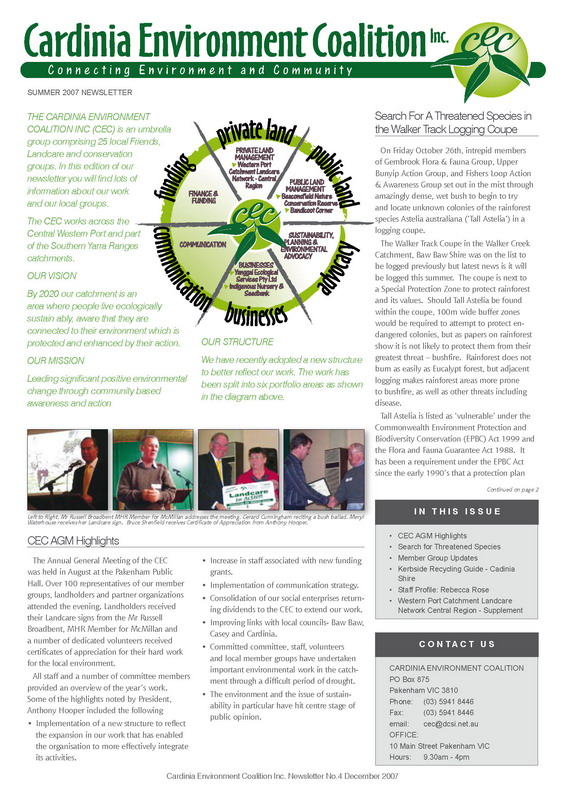 Cardinia Environment Coalition Inc.
cec
Connecting Environment and Community
SUMMER 2007 NEWSLETTER
THE CARDINIA ENVIRONMENT
COALITION INC (CEC) is an umbrella
group comprising 25 local Friends,
Landcare and conservation
groups. In this edition of our
newsletter you will find lots of
information about our work
and our local groups.
The CEC works across the
Central Western Port and part
of the Southern Yarra Ranges
catchments.
OUR VISION
By 2020 our catchment is an
area where people live ecologically
sustain ably, aware that they are
connected to their environment which is
protected and enhanced by their action.
OUR MISSION
Leading significant positive environmental
change through community based
awareness and action
funding
private land
public land
advocacy
businesses
communication
PRIVATE LAND
MANAGEMENT
Western Port
Catchment Landcare
Network - Central
Region
PUBLIC LAND
MANAGEMENT
Beaconsfield Nature
Conservation Reserve
Bandicoot Corner
SUSTAINABILITY,
PLANNING &
ENVIRONMENTAL
ADVOCACY
BUSINESSES
Yanggai Ecological
Services Pty Ltd
Indigenous Nursery &
Seedbank
COMMUNICATION
FINANCE &
FUNDING
cec
OUR STRUCTURE
We have recently adopted a new structure
to better reflect our work. The work has
been split into six portfolio areas as shown
in the diagram above.
Landcare
in Action
Left to Right, Mr Russell Broadbent MHR Member for McMillan addresses the meeting. Gerard Cunningham reciting a bush ballad. Meryl
Waterhouse receives her Landcare sign. Bruce Shenfield receives Certificate of Appreciation from Anthony Hooper.
CEC AGM Highlights
The Annual General Meeting of the CEC
was held in August at the Pakenham Public
Hall. Over 100 representatives of our member
groups, landholders and partner organizations
attended the evening. Landholders received
their Landcare signs from the Mr Russell
Broadbent, MHR Member for McMillan and
a number of dedicated volunteers received
certificates of appreciation for their hard work
for the local environment.
All staff and a number of committee members
provided an overview of the year's work.
Some of the highlights noted by President,
Anthony Hooper included the following
• Implementation of a new structure to reflect
the expansion in our work that has enabled
the organisation to more effectively integrate
its activities.
• Increase in staff associated with new funding
grants.
• Implementation of communication strategy.
• Consolidation of our social enterprises return-
ing dividends to the CEC to extend our work.
• Improving links with local councils- Baw Baw,
Casey and Cardinia.
• Committed committee, staff, volunteers
and local member groups have undertaken
important environmental work in the catch-
ment through a difficult period of drought.
• The environment and the issue of sustain-
ability in particular have hit centre stage of
public opinion.
Search For A Threatened Species in
the Walker Track Logging Coupe
On Friday October 26th, intrepid members
of Gembrook Flora & Fauna Group, Upper
Bunyip Action Group, and Fishers Loop Action
& Awareness Group set out in the mist through
amazingly dense, wet bush to begin to try
and locate unknown colonies of the rainforest
species Astelia australiana ('Tall Astelia') in a
logging coupe.
The Walker Track Coupe in the Walker Creek
Catchment, Baw Baw Shire was on the list to
be logged previously but latest news is it will
be logged this summer. The coupe is next to
a Special Protection Zone to protect rainforest
and its values. Should Tall Astelia be found
within the coupe, 100m wide buffer zones
would be required to attempt to protect en-
dangered colonies, but as papers on rainforest
show it is not likely to protect them from their
greatest threat – bushfire. Rainforest does not
burn as easily as Eucalypt forest, but adjacent
logging makes rainforest areas more prone
to bushfire, as well as other threats including
disease.
Tall Astelia is listed as 'vulnerable' under the
Commonwealth Environment Protection and
Biodiversity Conservation (EPBC) Act 1999 and
the Flora and Fauna Guarantee Act 1988. It
has been a requirement under the EPBC Act
since the early 1990's that a protection plan
Continued on page 2
IN THIS ISSUE
• CEC AGM Highlights
• Search for Threatened Species
• Member Group Updates
• Kerbside Recycling Guide - Cadinia
Shire
• Staff Profile: Rebecca Rose
• Western Port Catchment Landcare
Network Central Region - Supplement
CONTACT US
CARDINIA ENVIRONMENT COALITION
PO Box 875
Pakenham VIC 3810
Phone: (03) 5941 8446
Fax: (03) 5941 8446
email: cec@dcsi.net.au
OFFICE:
10 Main Street Pakenham VIC
Hours: 9.30am - 4pm
Cardinia Environment Coalition Inc. Newsletter No.4 December 2007